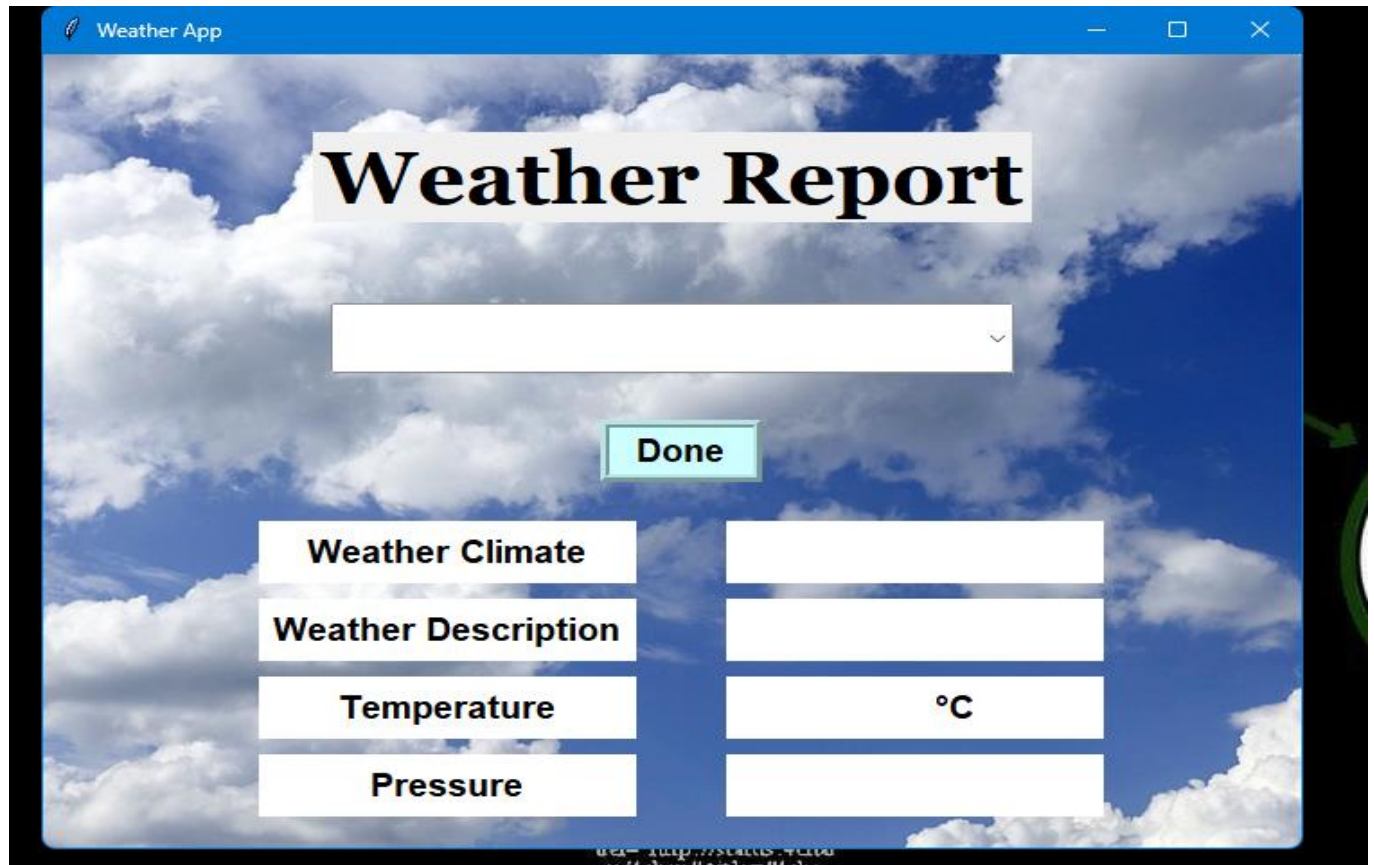 Weather App
Weather Report
Done
Weather Climate
Weather Description
Temperature
°C
Pressure